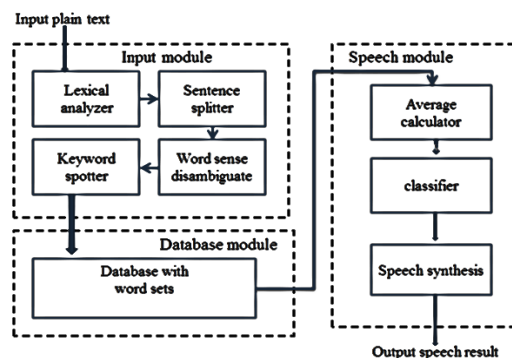 Input plain text
Input module
Lexical
analyzer
Sentence
splitter
Keyword
spotter
Word sense
disambiguate
Database module
Database with
word sets
Speech module
Average
calculator
classifier
Speech synthesis
Output speech result